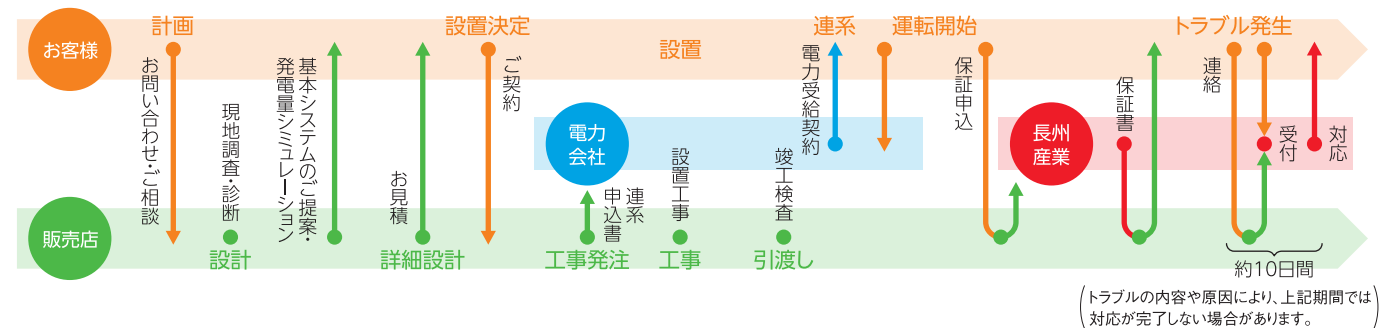 お客様
計画
設置決定
設置
連系
運転開始
トラブル発生
お問い合わせ・ご相談
現地調査・診断
基本システムのご提案・
発電量シミュレーション
お見積
ご契約
電力
会社
連系
申込書
設置工事
竣工検査
電力受給契約
保証申込
長州
産業
保証書
連絡
受付
対応
販売店
設計
詳細設計
工事発注
工事
引渡し
約10日間
(トラブルの内容や原因により、上記期間では
対応が完了しない場合があります。)